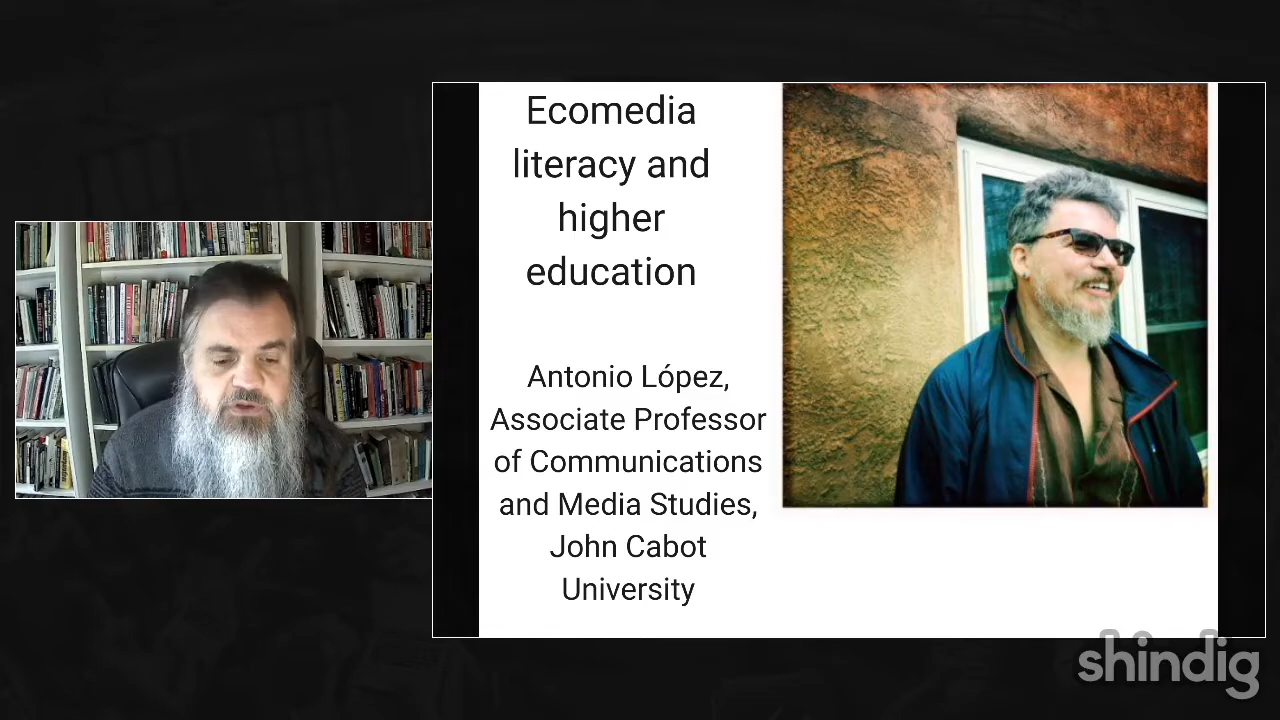 Ecomedia
literacy and
higher
education
Antonio López,
Associate Professor
of Communications
and Media Studies,
John Cabot
University
shindig